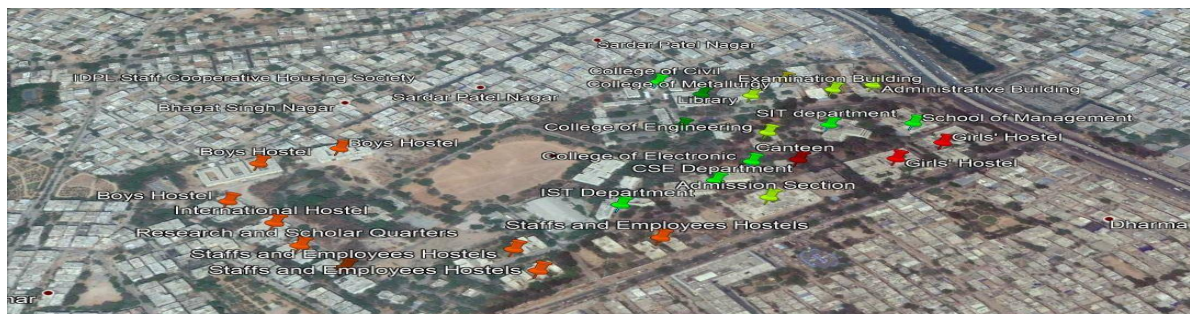 Sardar Patel Nagar
College of Civil
IDPL Staff Cooperative Housing Society
College of Metallurgy
Examination Building
Administrative Building
Sardar Patel Nagar
Library
Bhagat Singh Nagar
SIT department
School of Management
College of Engineering
Girls' Hostel
Boys Hostel
Boys Hostel
Canteen
College of Electronic
Girls' Hostel
CSE Department
Admission Section
Boys Hostel
IST Department
International Hostel
Staffs and Employees Hostels
Dharma
Research and Scholar Quarters
Staffs and Employees Hostels
Staffs and Employees Hostels
nar